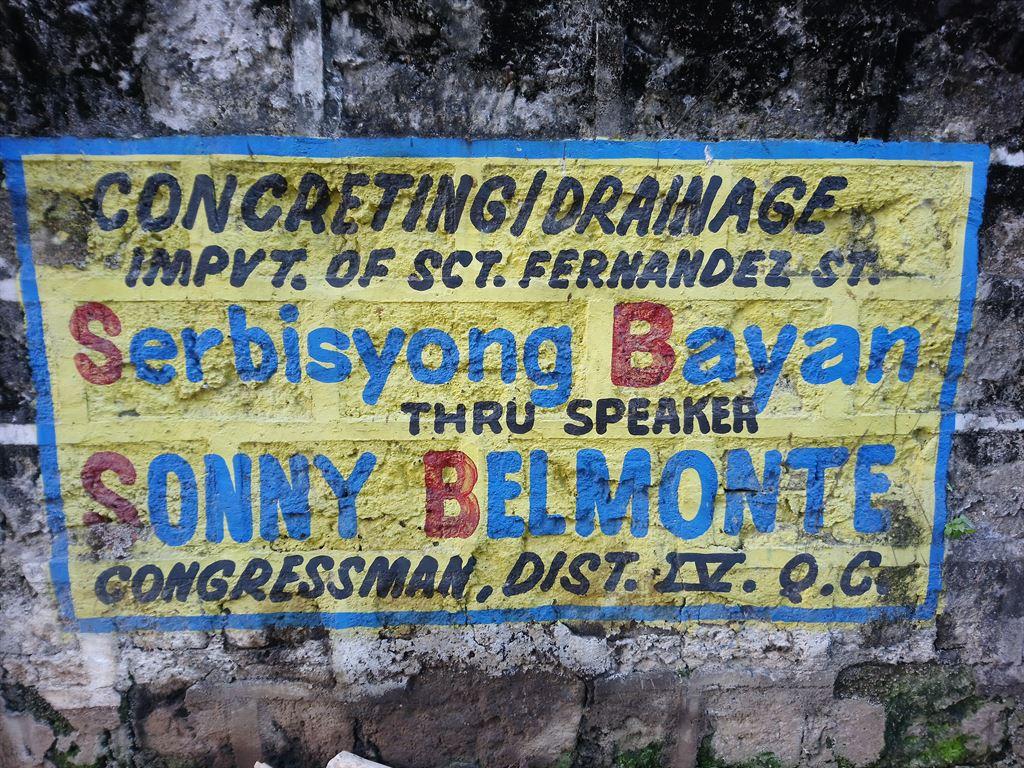 CONCRETING/DRAINAGE
IMPVT. OF SCT. FERNANDEZ ST.
Serbisyong Bayan
THRU SPEAKER
SONNY BELMONTE
CONGRESSMAN, DIST. IV. Q.C.